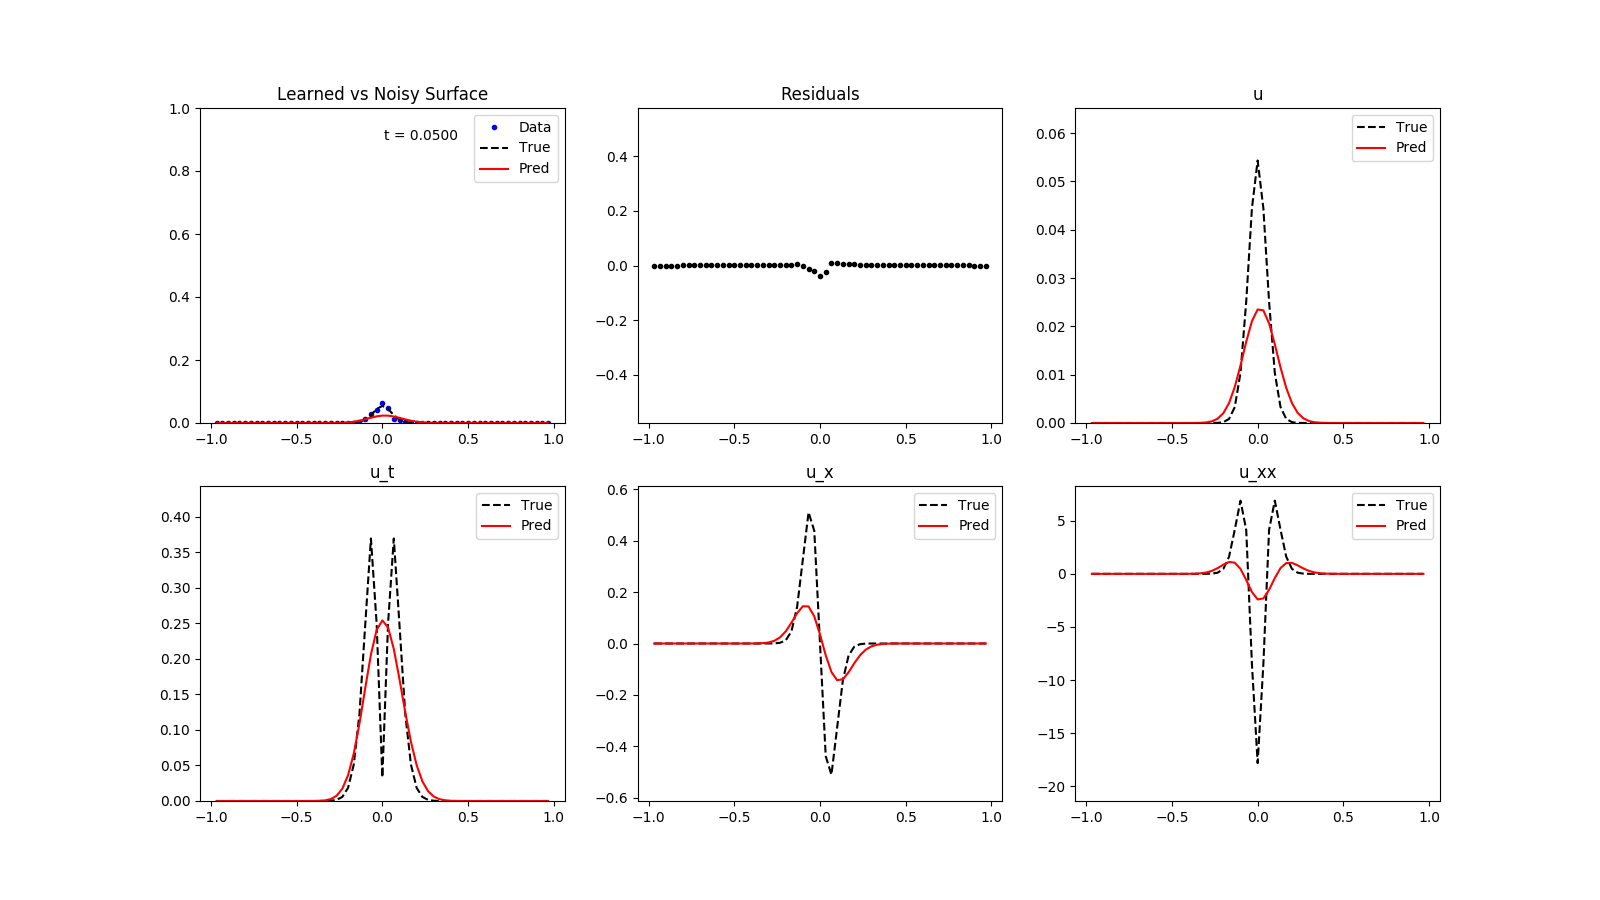 Learned vs Noisy Surface
1.0
0.8
0.6
0.4
0.2
0.0
−1.0 −0.5 0.0 0.5 1.0
t = 0.0500
Data
True
Pred
Residuals
0.4
0.2
0.0
−0.2
−0.4
−1.0 −0.5 0.0 0.5 1.0
u
0.06
0.05
0.04
0.03
0.02
0.01
0.00
−1.0 −0.5 0.0 0.5 1.0
True
Pred
u_t
0.40
0.35
0.30
0.25
0.20
0.15
0.10
0.05
0.00
−1.0 −0.5 0.0 0.5 1.0
True
Pred
u_x
0.6
0.4
0.2
0.0
−0.2
−0.4
−0.6
−1.0 −0.5 0.0 0.5 1.0
True
Pred
u_xx
5
0
−5
−10
−15
−20
−1.0 −0.5 0.0 0.5 1.0
True
Pred